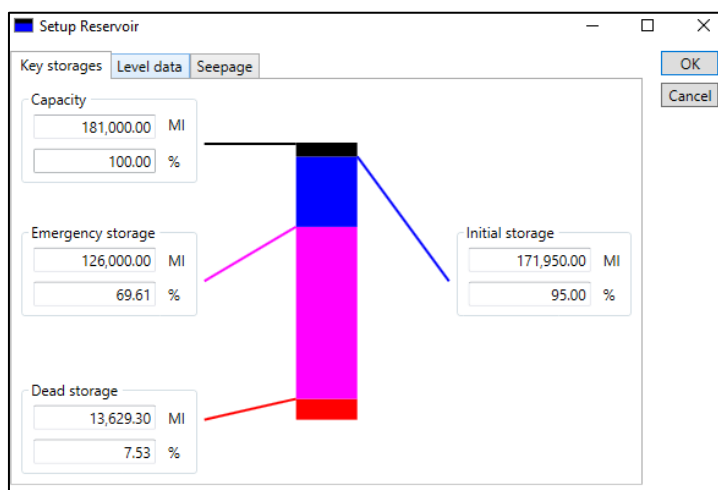 Setup Reservoir
Key storages Level data Seepage
OK
Cancel
Capacity
181,000.00 Ml
100.00 %
Emergency storage
126,000.00 Ml
69.61 %
Initial storage
171,950.00 Ml
95.00 %
Dead storage
13,629.30 Ml
7.53 %